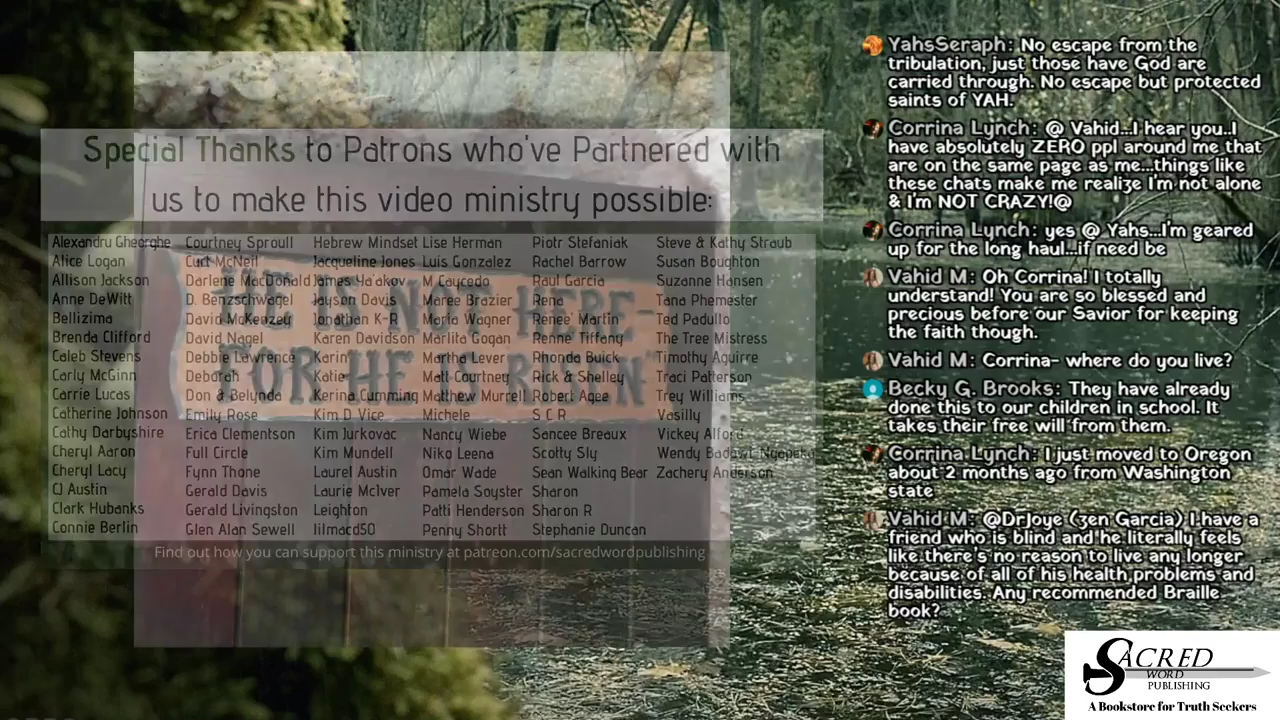 Special Thanks to Patrons who've Partnered with
us to make this video ministry possible:
Alexandru Gheorghe
Alice Logan
Allison Jackson
Anne DeWitt
Bellizima
Brenda Clifford
Caleb Stevens
Carly McGinn
Carrie Lucas
Catherine Johnson
Cathy Darbyshire
Cheryl Aaron
Cheryl Lacy
CJ Austin
Clark Hubanks
Connie Berlin
Courtney Sproull
Curt McNeil
Darlene MacDonald
D. Benzschwagel
David McKenzey
David Nagel
Debbie Lawrence
Deborah
Don & Belynda
Emily Rose
Erica Clementson
Full Circle
Fynn Thone
Gerald Davis
Gerald Livingston
Glen Alan Sewell
Hebrew Mindset
Jacqueline Jones
James Ha'akov
Jayson Davis
Jonathan K-R
Karen Davidson
Karin
Katie
Kerina Cumming
Kim D Vice
Kim Jurkovac
Kim Mundell
Laurel Austin
Laurie McIver
Leighton
lilmacd50
Lise Herman
Luis Gonzalez
M Caycedo
Maree Brazier
Maria Wagner
Marlita Gogan
Martha Lever
Matt Courtney
Matthew Murrell
Michele
Nancy Wiebe
Niko Leena
Omar Wade
Pamela Soyster
Patti Henderson
Penny Shortt
Piotr Stefaniak
Rachel Barrow
Raul Garcia
Rena
Renee' Martin
Renne Tiffany
Rhonda Buick
Rick & Shelley
Robert Agee
S C R
Sancee Breaux
Scotty Sly
Sean Walking Bear
Sharon
Sharon R
Stephanie Duncan
Steve & Kathy Straub
Susan Boughton
Suzanne Hansen
Tana Phemester
Ted Padullo
The Tree Mistress
Timothy Aguirre
Traci Patterson
Trey Williams
Vasilly
Vickey Alford
Wendy Badawt
Zachery Anderson
Find out how you can support this ministry at patreon.com/sacredwordpublishing
HE IS NOT HERE-
FOR HE IS RISEN"
YahsSeraph: No escape from the
tribulation, just those have God are
carried through. No escape but protected
saints of YAH.
Corrina Lynch: @ Vahid...I hear you..I
have absolutely ZERO ppl around me that
are on the same page as me...things like
these chats make me realize I'm not alone
& I'm NOT CRAZY!@
Corrina Lynch: yes @ Yahs...I'm geared
up for the long haul...if need be
Vahid M: Oh Corrina! I totally
understand! You are so blessed and
precious before our Savior for keeping
the faith though.
Vahid M: Corrina- where do you live?
Becky G. Brooks: They have already
done this to our children in school. It
takes their free will from them.
Corrina Lynch: I just moved to Oregon
about 2 months ago from Washington
state
Vahid M: @DrJoye (zen Garcia) I have a
friend who is blind and he literally feels
like there's no reason to live any longer
because of all of his health problems and
disabilities. Any recommended Braille
book?
SACRED
WORD
PUBLISHING
A Bookstore for Truth Seekers